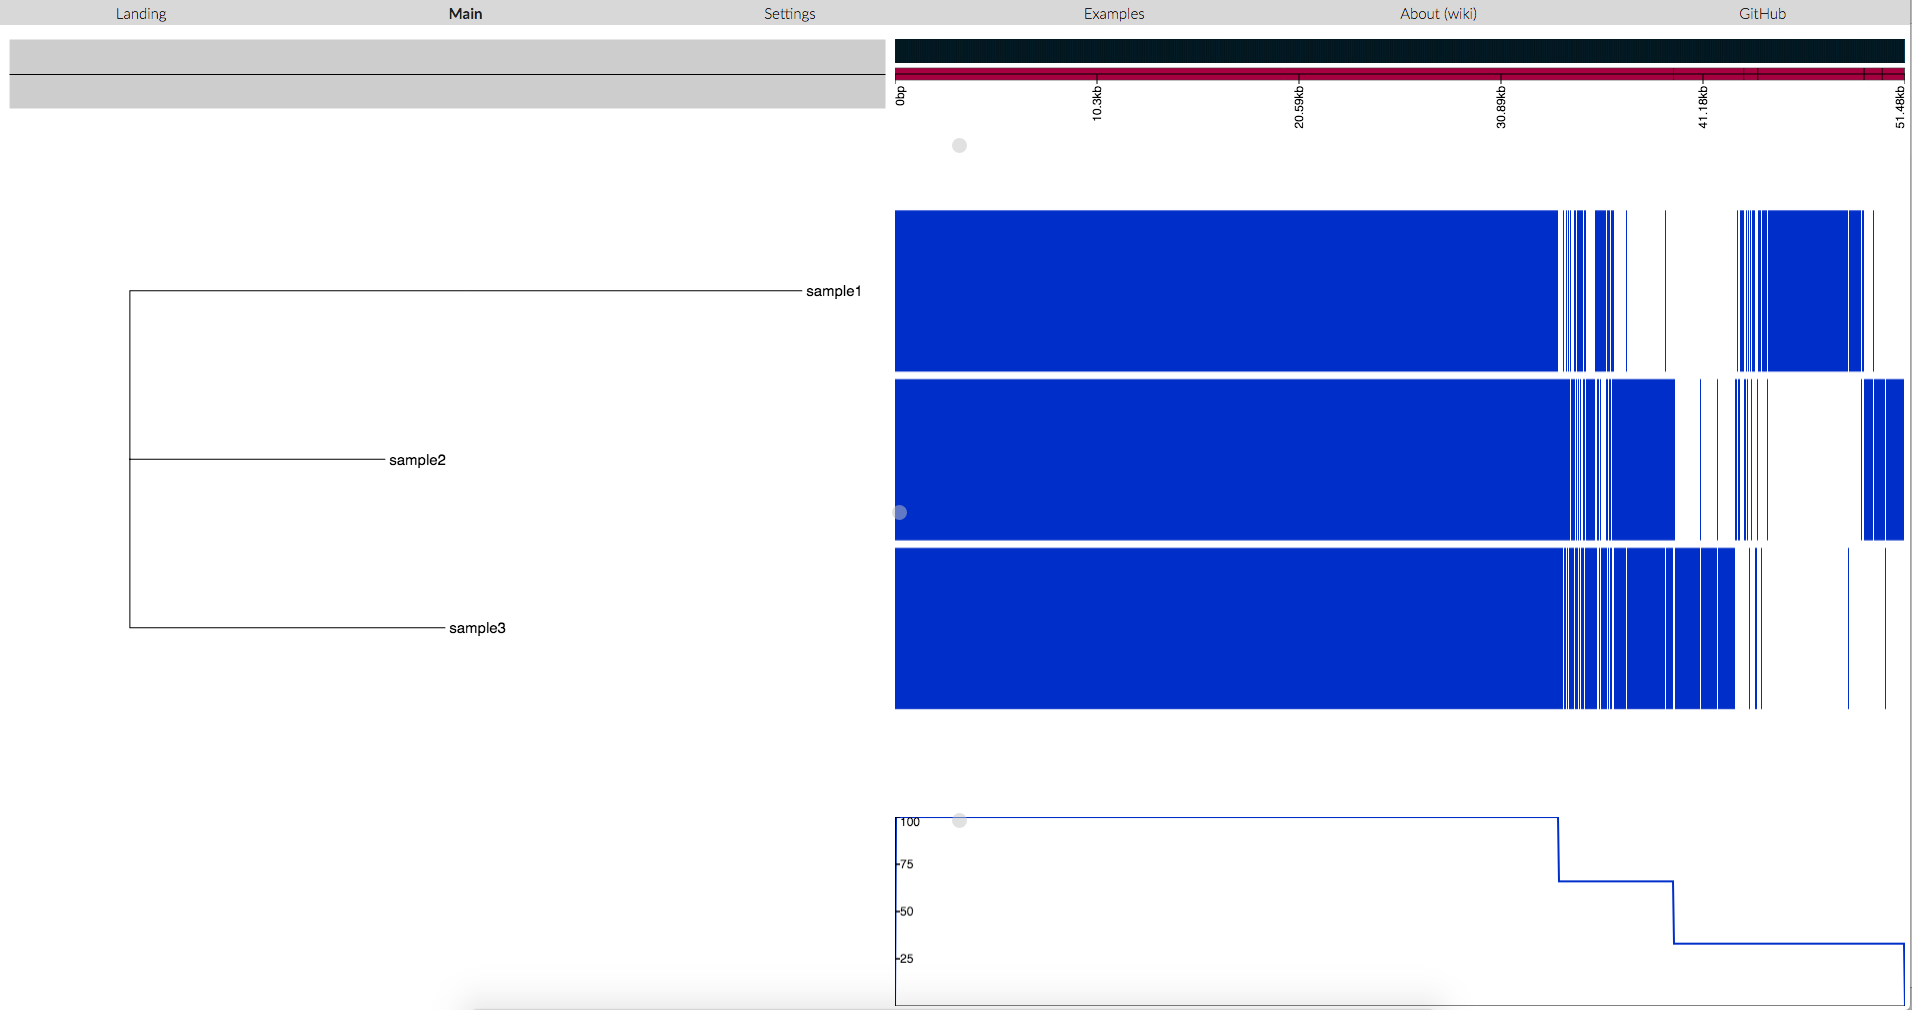 Landing Main Settings Examples About (wiki) GitHub
0bp 10.3kb 20.59kb 30.89kb 41.18kb 51.48kb
sample1
sample2
sample3
100
75
50
25